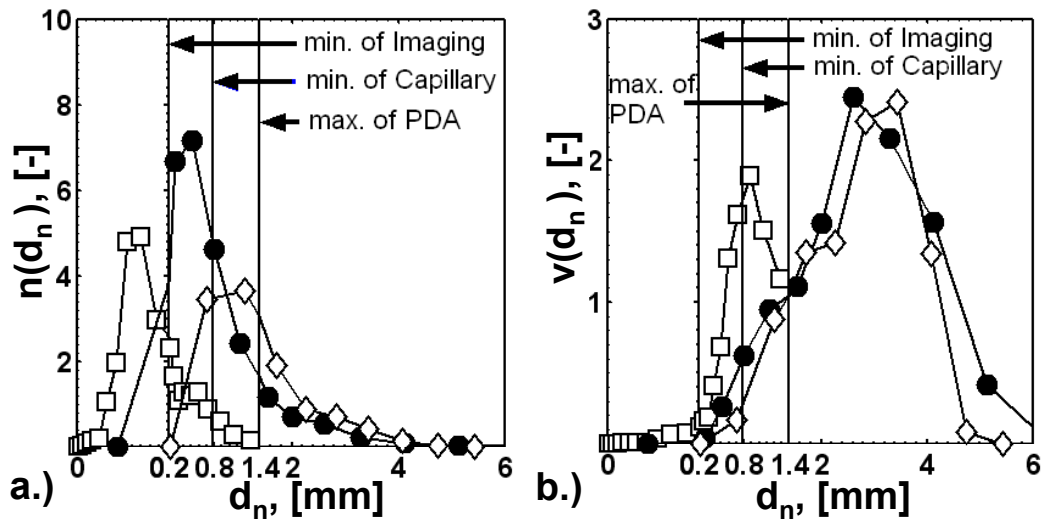 10
8
6
4
2
0
n(dₙ), [-]
min. of Imaging
min. of Capillary
max. of PDA
0
0.2
0.8
1.4
2
4
6
a.)
dₙ, [mm]
3
2
1
0
v(dₙ), [-]
min. of Imaging
min. of Capillary
max. of
PDA
0
0.2
0.8
1.4
2
4
6
b.)
dₙ, [mm]